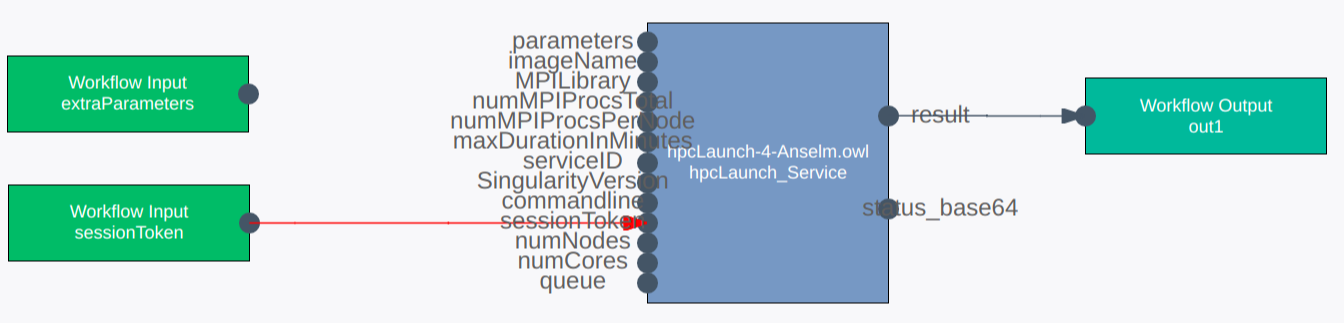 Workflow Input
extraParameters
Workflow Input
sessionToken
parameters
imageName
MPILibrary
numMPIProcsTotal
numMPIProcsPerNode
maxDurationInMinutes
serviceID
SingularityVersion
commandline
sessionToken
numNodes
numCores
queue
hpcLaunch-4-Anselm.owl
hpcLaunch_Service
result
status_base64
Workflow Output
out1